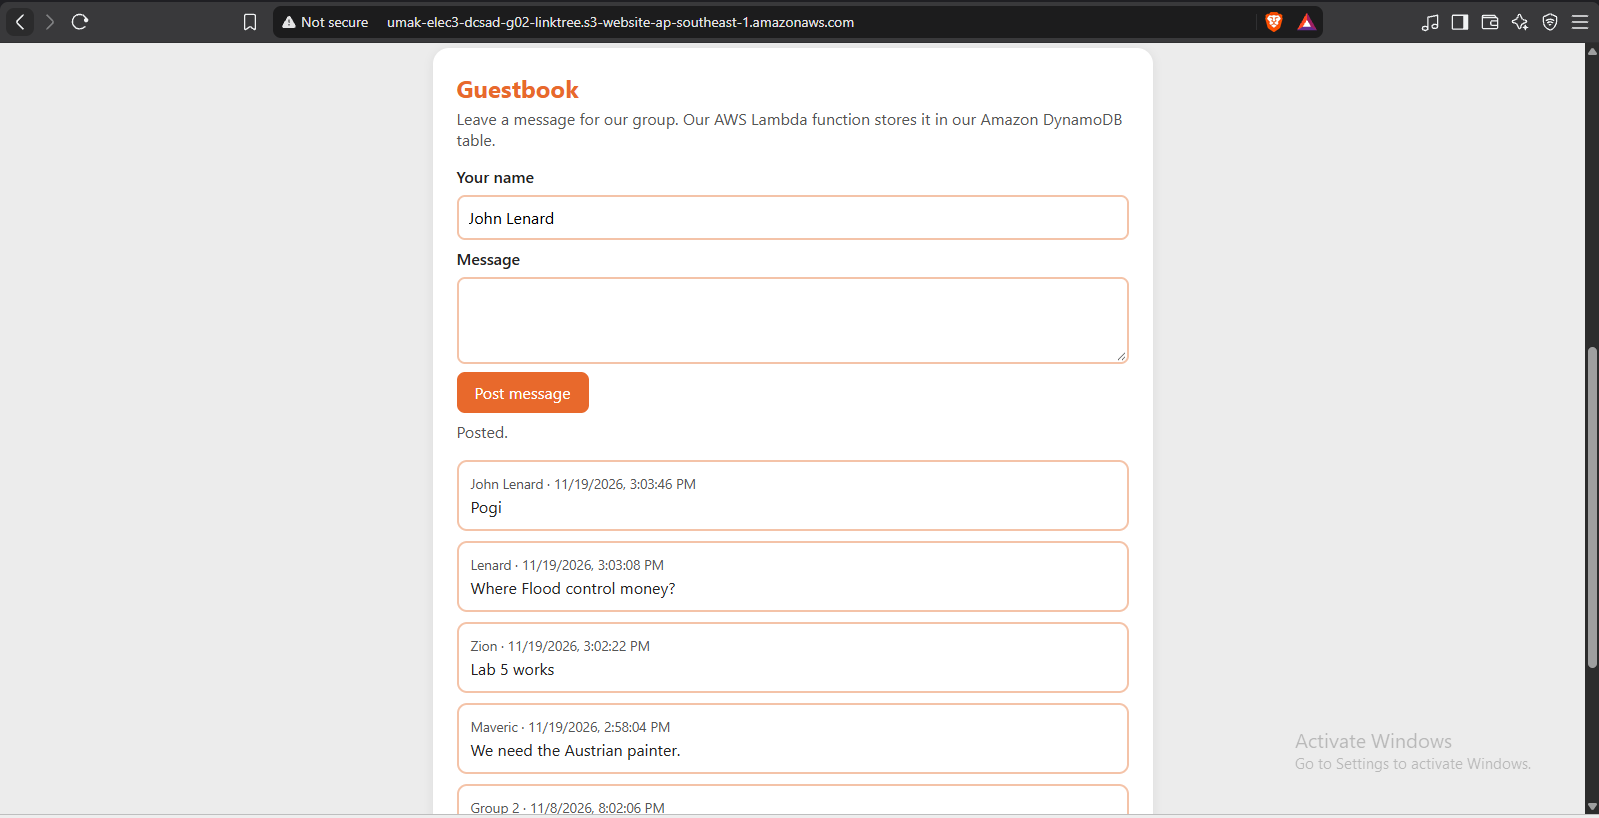 Not secure umak-elec3-dcsad-g02-linktree.s3-website-ap-southeast-1.amazonaws.com
Guestbook
Leave a message for our group. Our AWS Lambda function stores it in our Amazon DynamoDB
table.
Your name
John Lenard
Message
Post message
Posted.
John Lenard · 11/19/2026, 3:03:46 PM
Pogi
Lenard · 11/19/2026, 3:03:08 PM
Where Flood control money?
Zion · 11/19/2026, 3:02:22 PM
Lab 5 works
Maveric · 11/19/2026, 2:58:04 PM
We need the Austrian painter.
Group 2 · 11/8/2026, 8:02:06 PM
Activate Windows
Go to Settings to activate Windows.